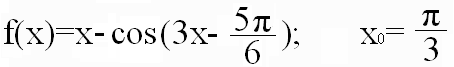 f(x)=x-cos(3x- 5π/6); x₀= π/3